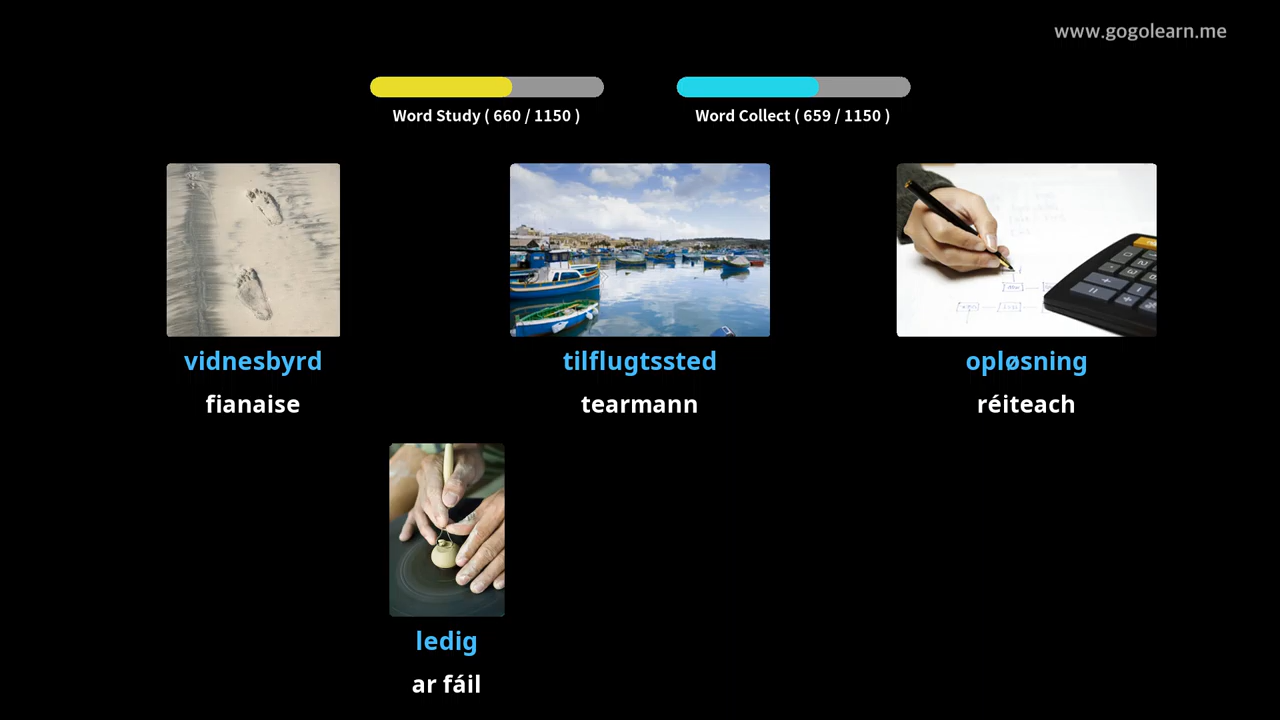 www.gogolearn.me
Word Study ( 660 / 1150 )
Word Collect ( 659 / 1150 )
vidnesbyrd
tilflugtssted
opløsning
fianaise
tearmann
réiteach
ledig
ar fáil